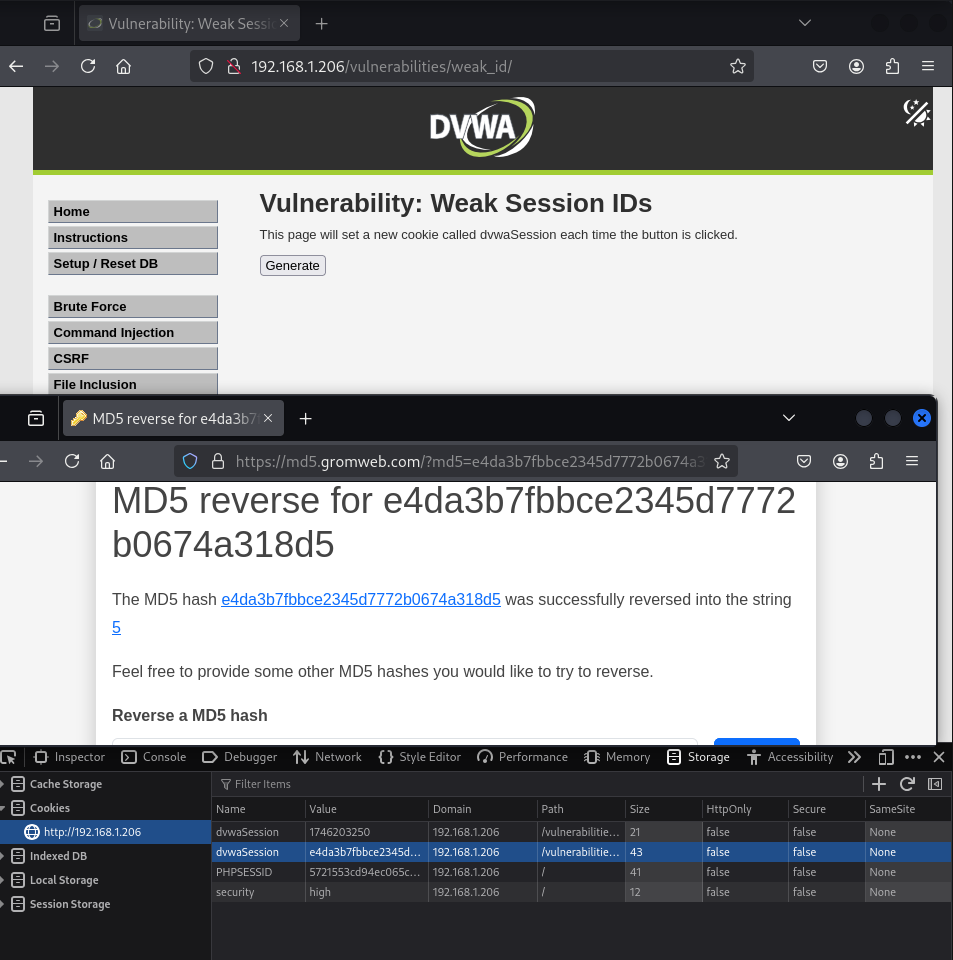 Vulnerability: Weak Sessi
192.168.1.206/vulnerabilities/weak_id/
DVWA
Vulnerability: Weak Session IDs
This page will set a new cookie called dvwaSession each time the button is clicked.
Generate
Home
Instructions
Setup / Reset DB
Brute Force
Command Injection
CSRF
File Inclusion
MD5 reverse for e4da3b7
https://md5.gromweb.com/?md5=e4da3b7fbbce2345d7772b0674a3
MD5 reverse for e4da3b7fbbce2345d7772
b0674a318d5
The MD5 hash e4da3b7fbbce2345d7772b0674a318d5 was successfully reversed into the string
5
Feel free to provide some other MD5 hashes you would like to try to reverse.
Reverse a MD5 hash
Inspector Console Debugger Network Style Editor Performance Memory Storage Accessibility
Cache Storage
Cookies
http://192.168.1.206
Indexed DB
Local Storage
Session Storage
Filter Items
Name Value Domain Path Size HttpOnly Secure SameSite
dvwaSession 1746203250 192.168.1.206 /vulnerabilitie... 21 false false None
dvwaSession e4da3b7fbbce2345d... 192.168.1.206 /vulnerabilitie... 43 false false None
PHPSESSID 5721553cd94ec065c... 192.168.1.206 / 41 false false None
security high 192.168.1.206 / 12 false false None